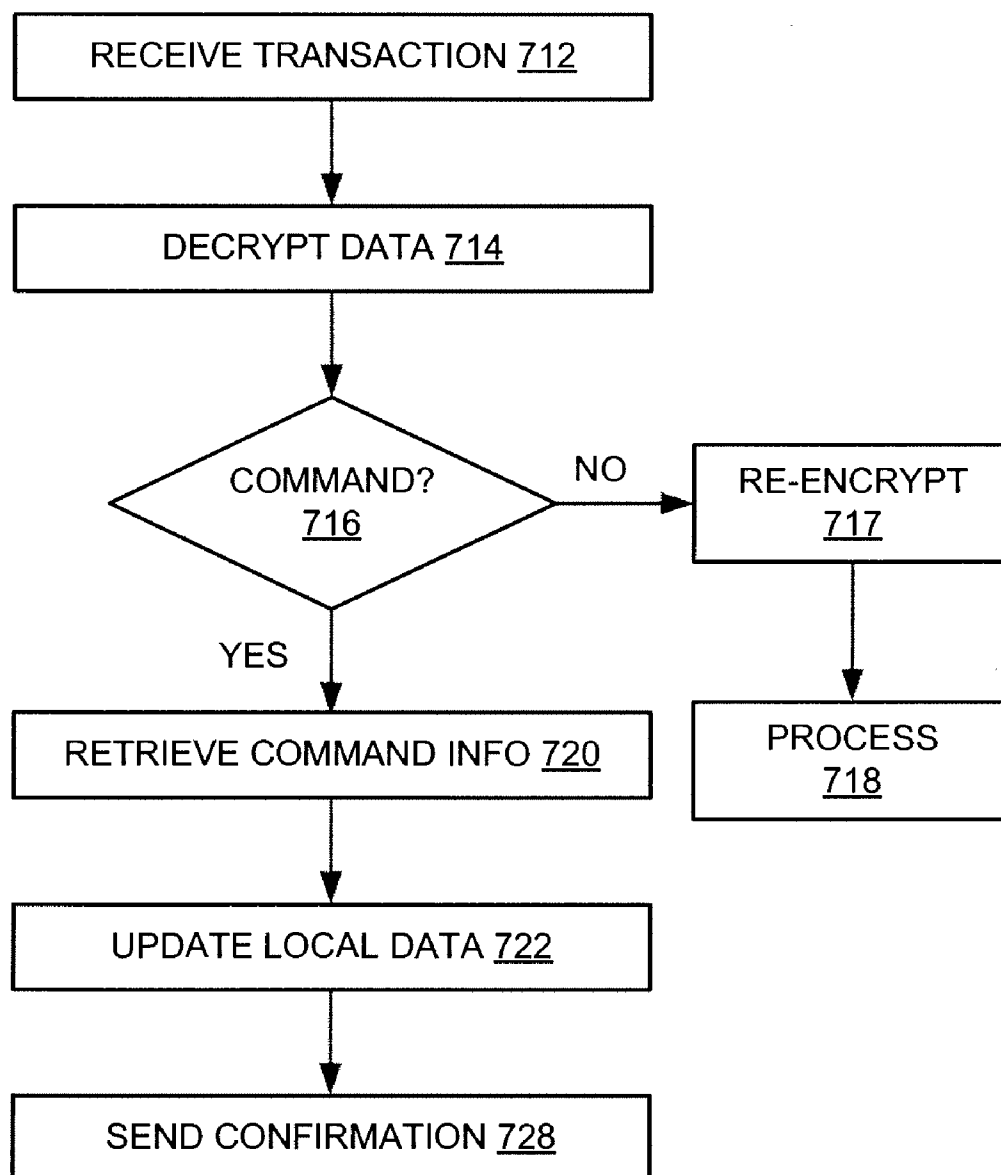 RECEIVE TRANSACTION 712
DECRYPT DATA 714
COMMAND?
716
NO
RE-ENCRYPT
717
YES
PROCESS
718
RETRIEVE COMMAND INFO 720
UPDATE LOCAL DATA 722
SEND CONFIRMATION 728